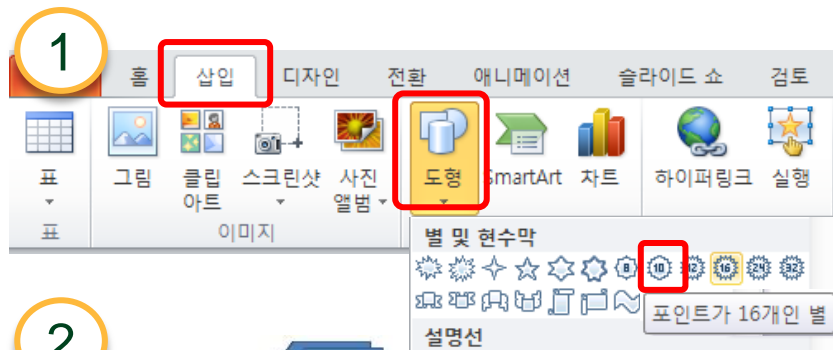 1
홈 삽입 디자인 전환 애니메이션 슬라이드 쇼 검토
표 그림 클립 아트 스크린샷 사진 앨범 도형 SmartArt 차트 하이퍼링크 실행
표 이미지
별 및 현수막
8 10 12 16 24 32
포인트가 16개인 별
2
설명선